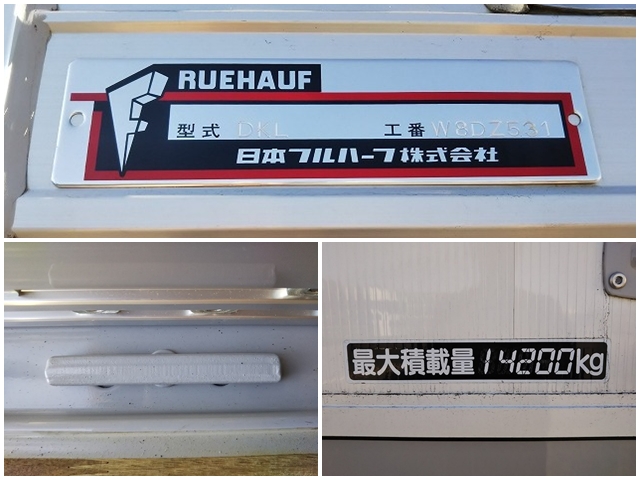 RUEHAUF
型式 DKL 工番 W8DZ531
日本フルハーフ株式会社
最大積載量 14200kg